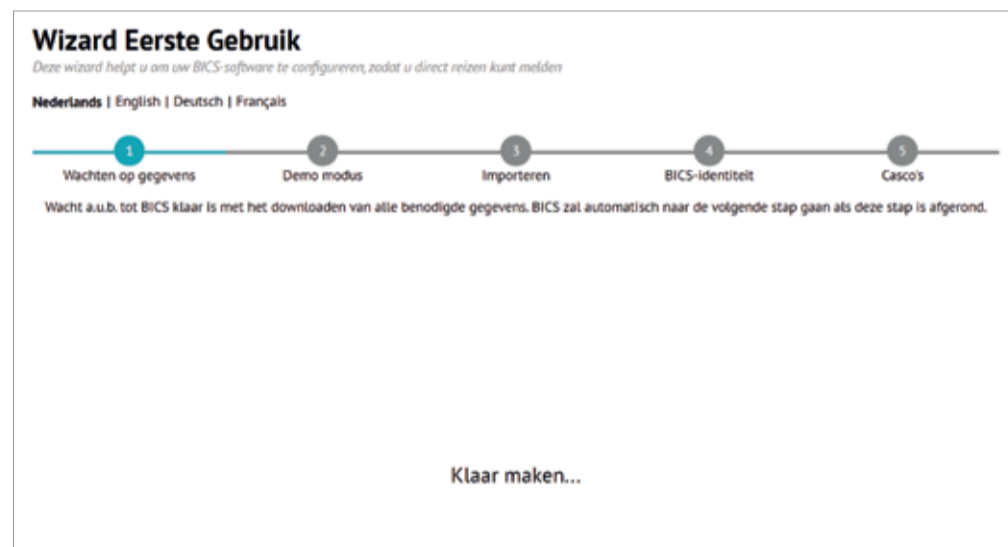 Wizard Eerste Gebruik
Deze wizard helpt u om uw BICS-software te configureren, zodat u direct reizen kunt melden
Nederlands | English | Deutsch | Français
1 2 3 4 5
Wachten op gegevens Demo modus Importeren BICS-identiteit Casco's
Wacht a.u.b. tot BICS klaar is met het downloaden van alle benodigde gegevens. BICS zal automatisch naar de volgende stap gaan als deze stap is afgerond.
Klaar maken...